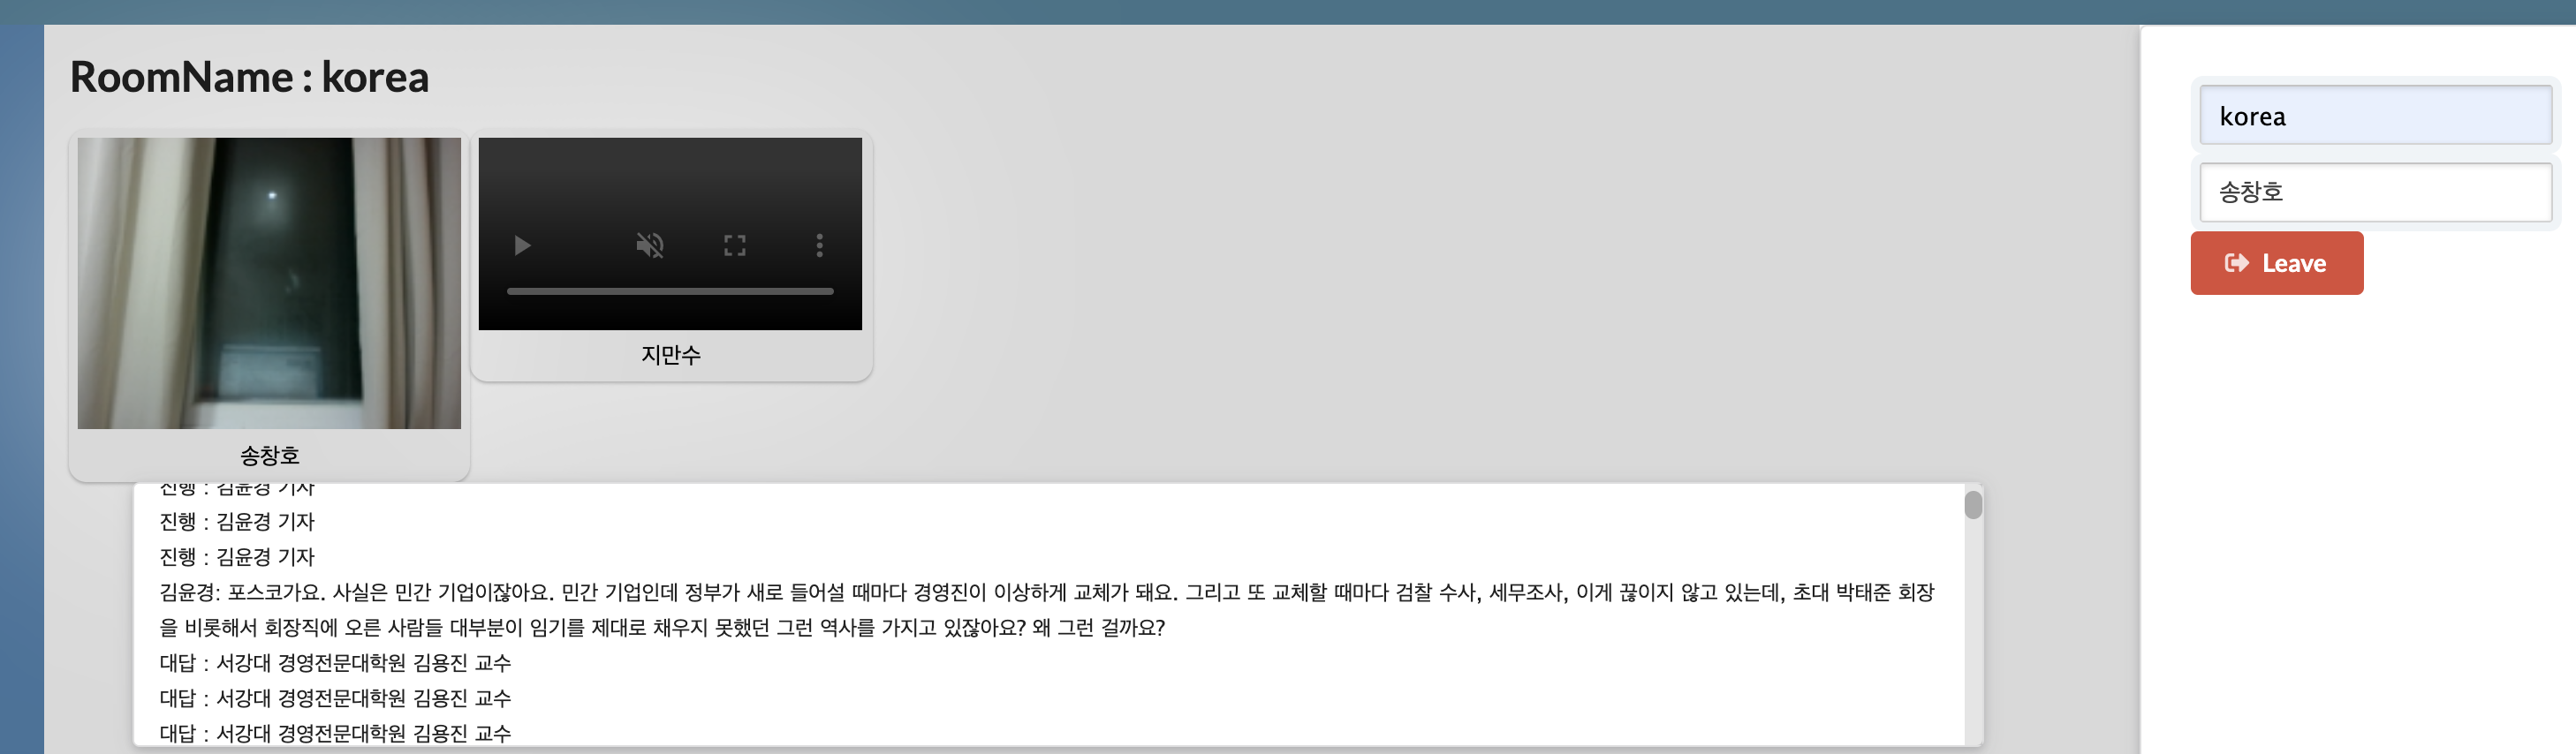 RoomName : korea
송창호
지만수
진행 : 김윤경 기자
진행 : 김윤경 기자
진행 : 김윤경 기자
김윤경: 포스코가요. 사실은 민간 기업이잖아요. 민간 기업인데 정부가 새로 들어설 때마다 경영진이 이상하게 교체가 돼요. 그리고 또 교체할 때마다 검찰 수사, 세무조사, 이게 끊이지 않고 있는데, 초대 박태준 회장
을 비롯해서 회장직에 오른 사람들 대부분이 임기를 제대로 채우지 못했던 그런 역사를 가지고 있잖아요? 왜 그런 걸까요?
대답 : 서강대 경영전문대학원 김용진 교수
대답 : 서강대 경영전문대학원 김용진 교수
대답 : 서강대 경영전문대학원 김용진 교수
korea
송창호
Leave